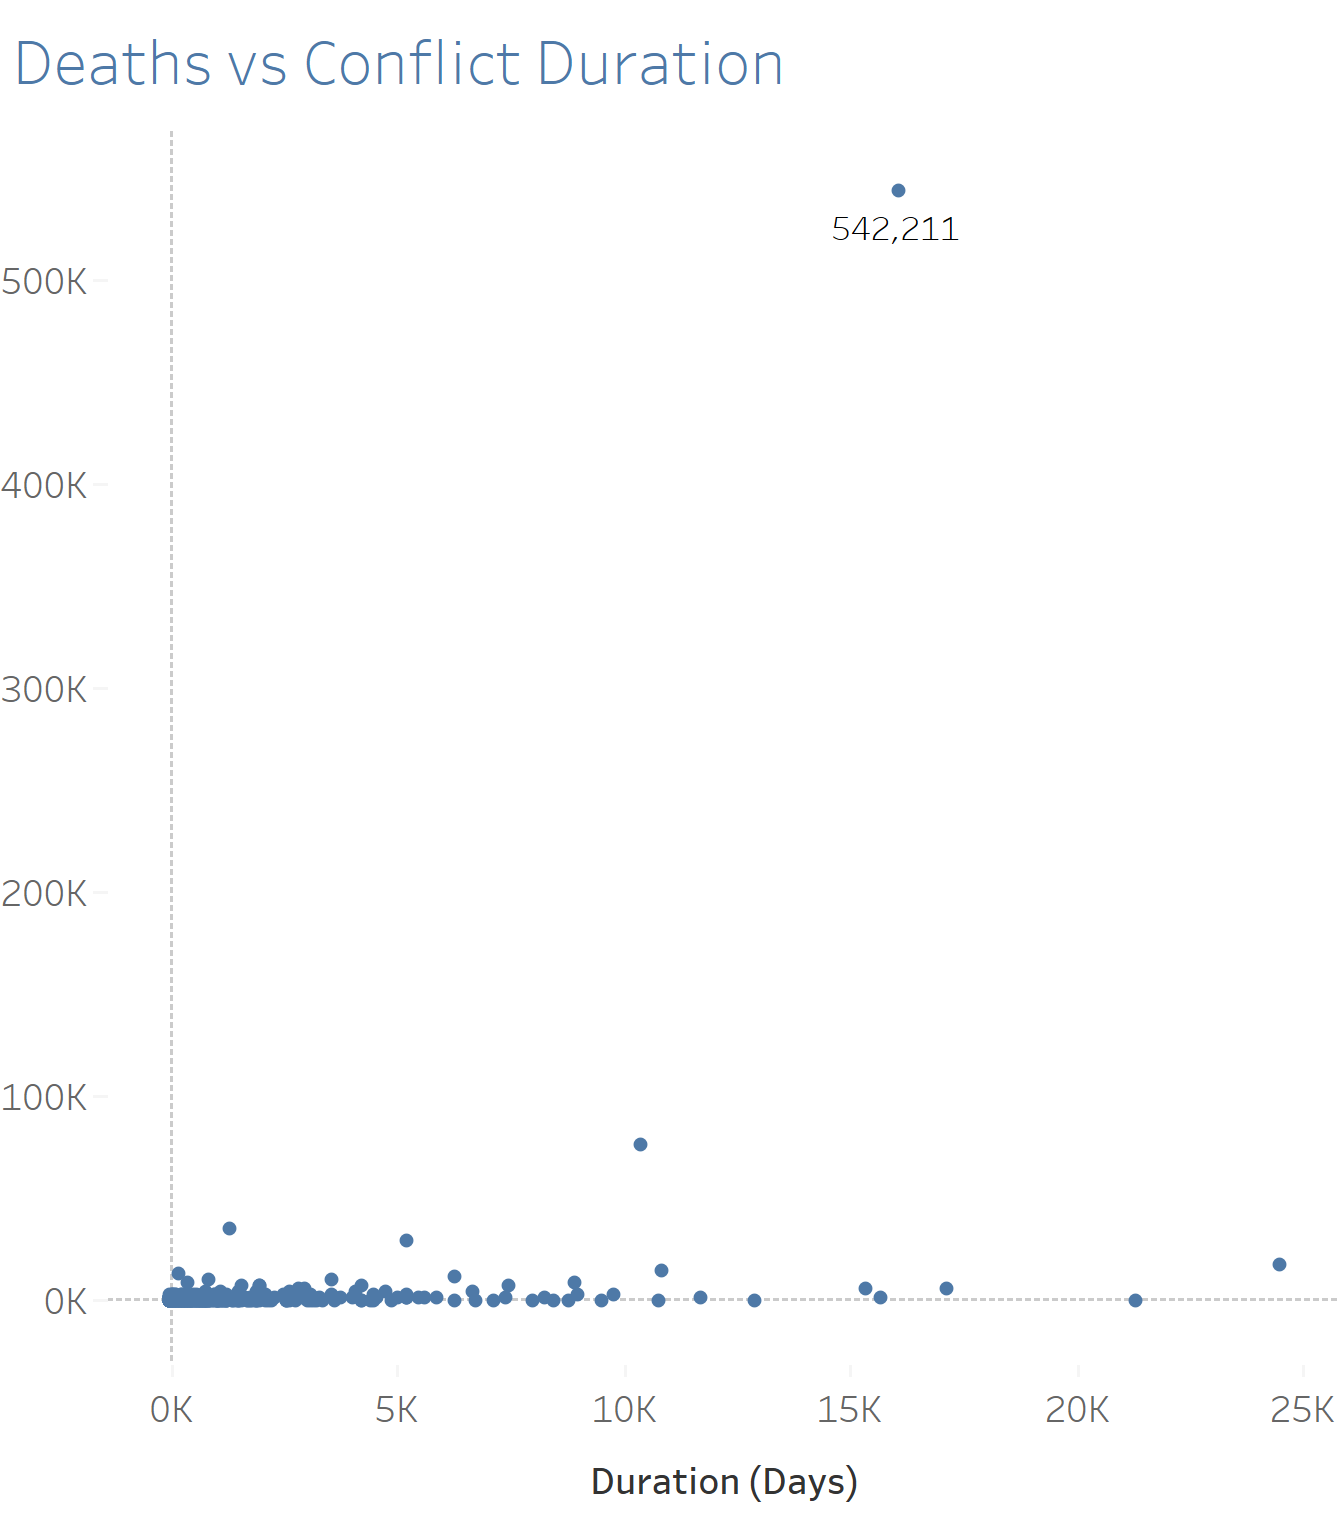 Deaths vs Conflict Duration
542,211
500K
400K
300K
200K
100K
0K
0K 5K 10K 15K 20K 25K
Duration (Days)